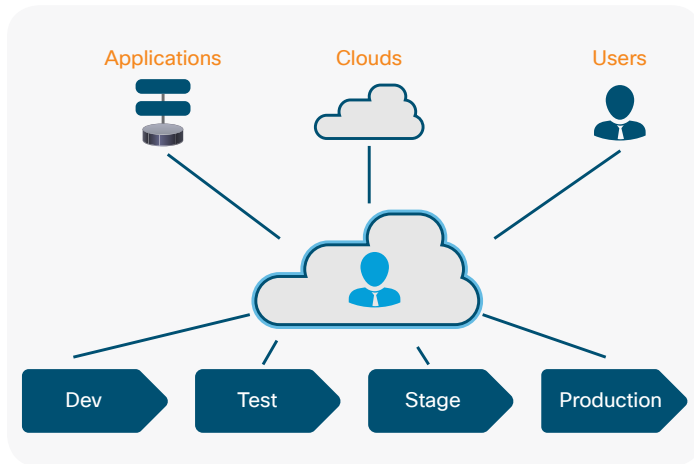 Applications
Clouds
Users
Dev
Test
Stage
Production